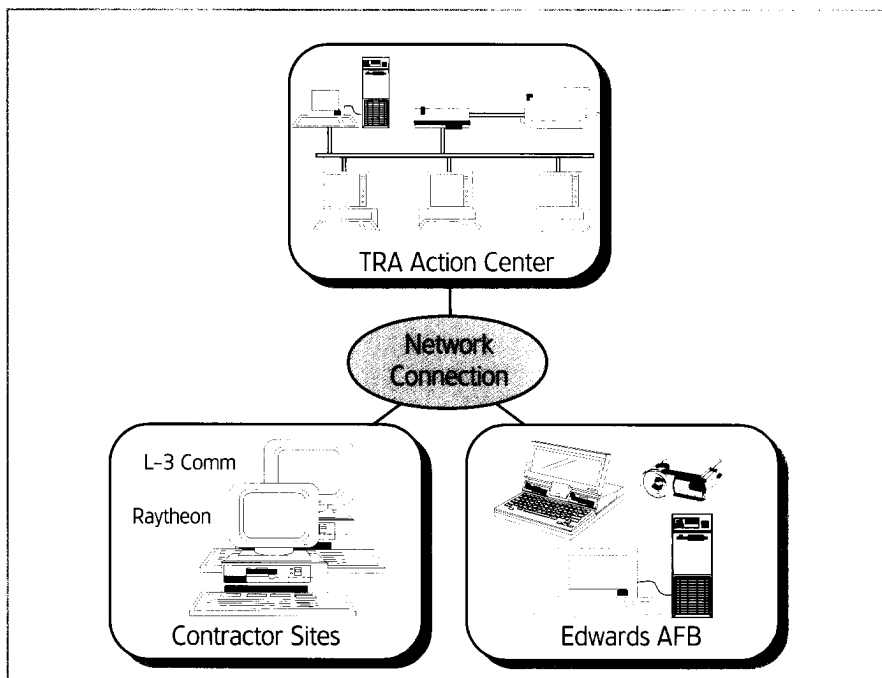 TRA Action Center
Network
Connection
L-3 Comm
Raytheon
Contractor Sites
Edwards AFB